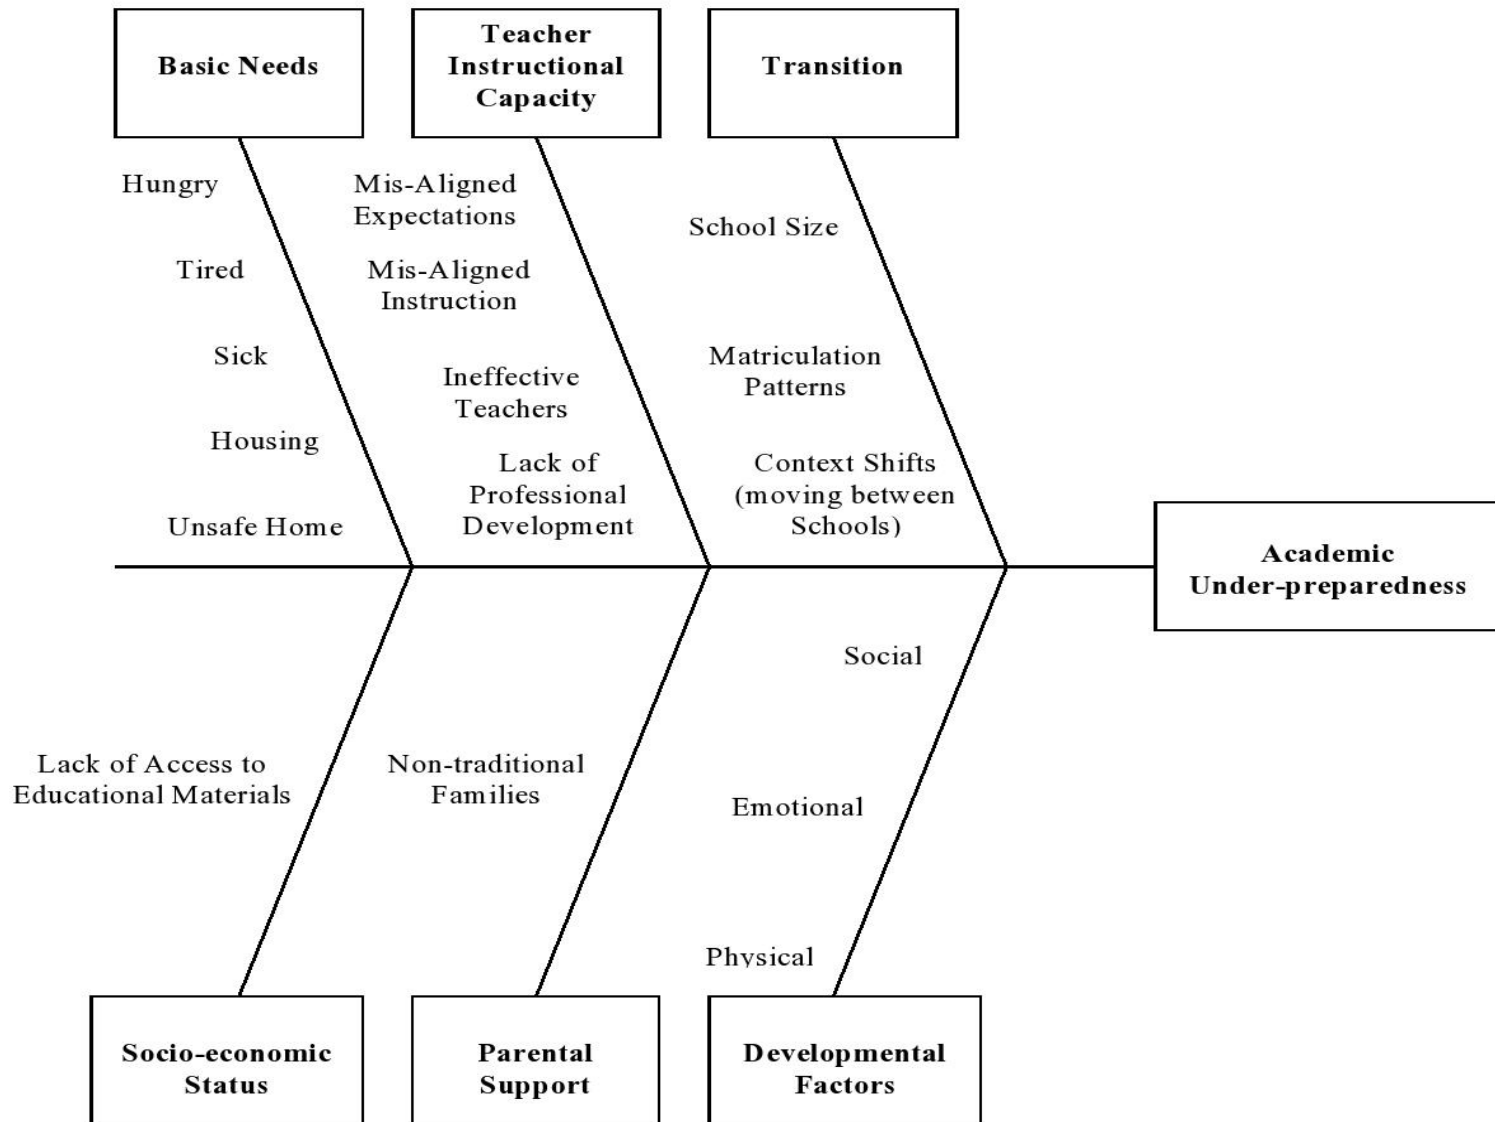 Basic Needs
Teacher
Instructional
Capacity
Transition
Hungry
Tired
Sick
Housing
Unsafe Home
Mis-Aligned
Expectations
Mis-Aligned
Instruction
Ineffective
Teachers
Lack of
Professional
Development
School Size
Matriculation
Patterns
Context Shifts
(moving between
Schools)
Academic
Under-preparedness
Lack of Access to
Educational Materials
Non-traditional
Families
Social
Emotional
Physical
Socio-economic
Status
Parental
Support
Developmental
Factors